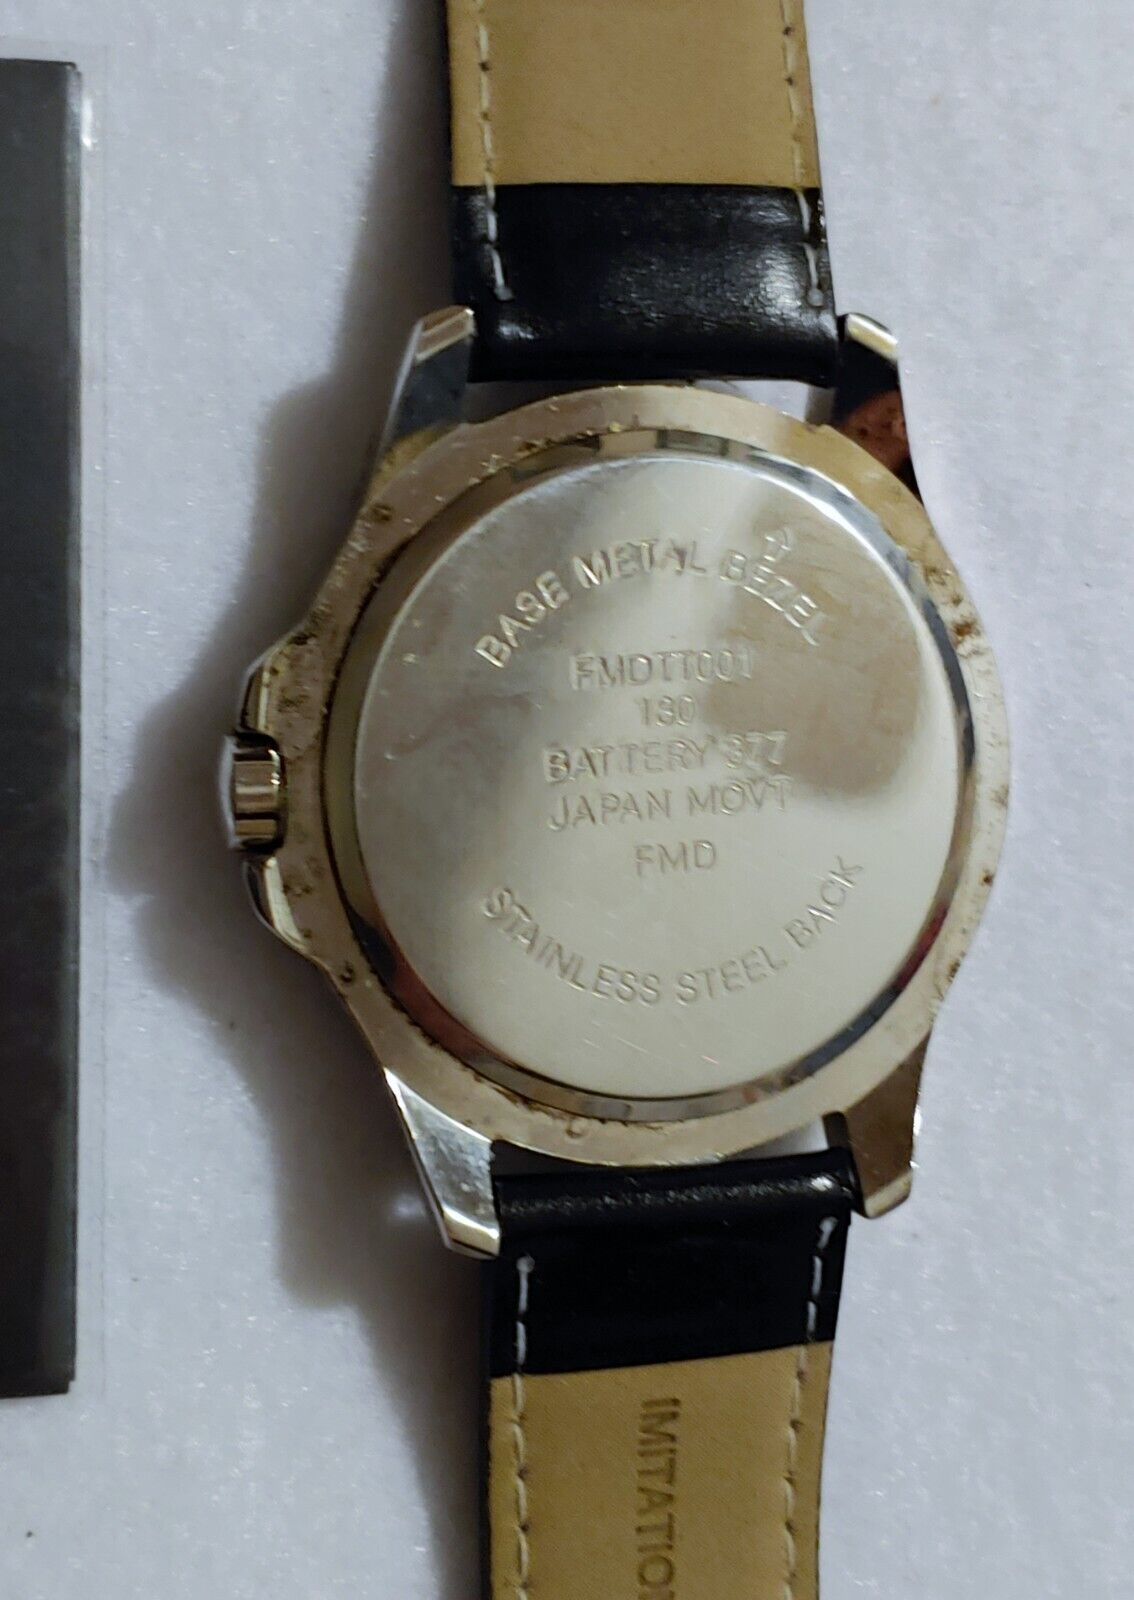 BASE METAL BEZEL
FMDTT001
130
BATTERY 377
JAPAN MOVT
FMD
STAINLESS STEEL BACK
IMITATION